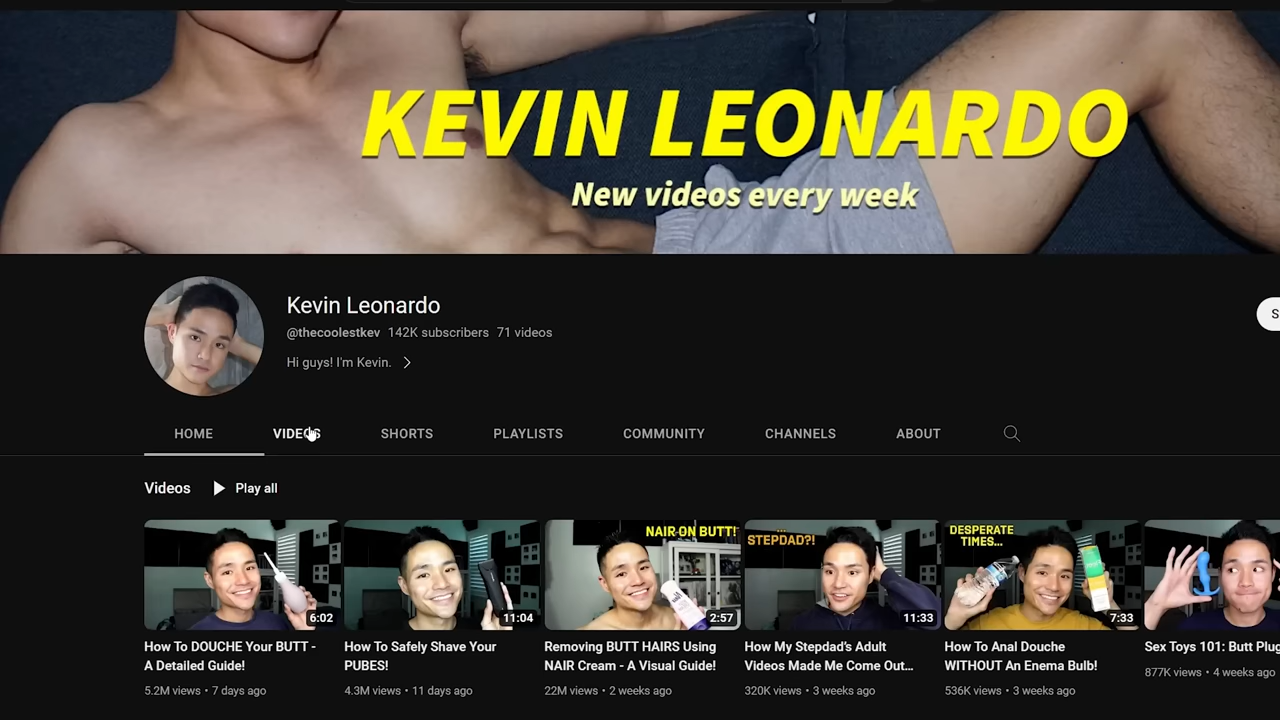 KEVIN LEONARDO
New videos every week
Kevin Leonardo
@thecoolestkev 142K subscribers 71 videos
Hi guys! I'm Kevin.
HOME VIDEOS SHORTS PLAYLISTS COMMUNITY CHANNELS ABOUT
Videos Play all
6:02
How To DOUCHE Your BUTT -
A Detailed Guide!
5.2M views • 7 days ago
11:04
How To Safely Shave Your
PUBES!
4.3M views • 11 days ago
NAIR ON BUTT!
2:57
Removing BUTT HAIRS Using
NAIR Cream - A Visual Guide!
22M views • 2 weeks ago
STEPDAD?!
11:33
How My Stepdad's Adult
Videos Made Me Come Out...
320K views • 3 weeks ago
DESPERATE
TIMES...
7:33
How To Anal Douche
WITHOUT An Enema Bulb!
536K views • 3 weeks ago
Sex Toys 101: Butt Plug
877K views • 4 weeks ago